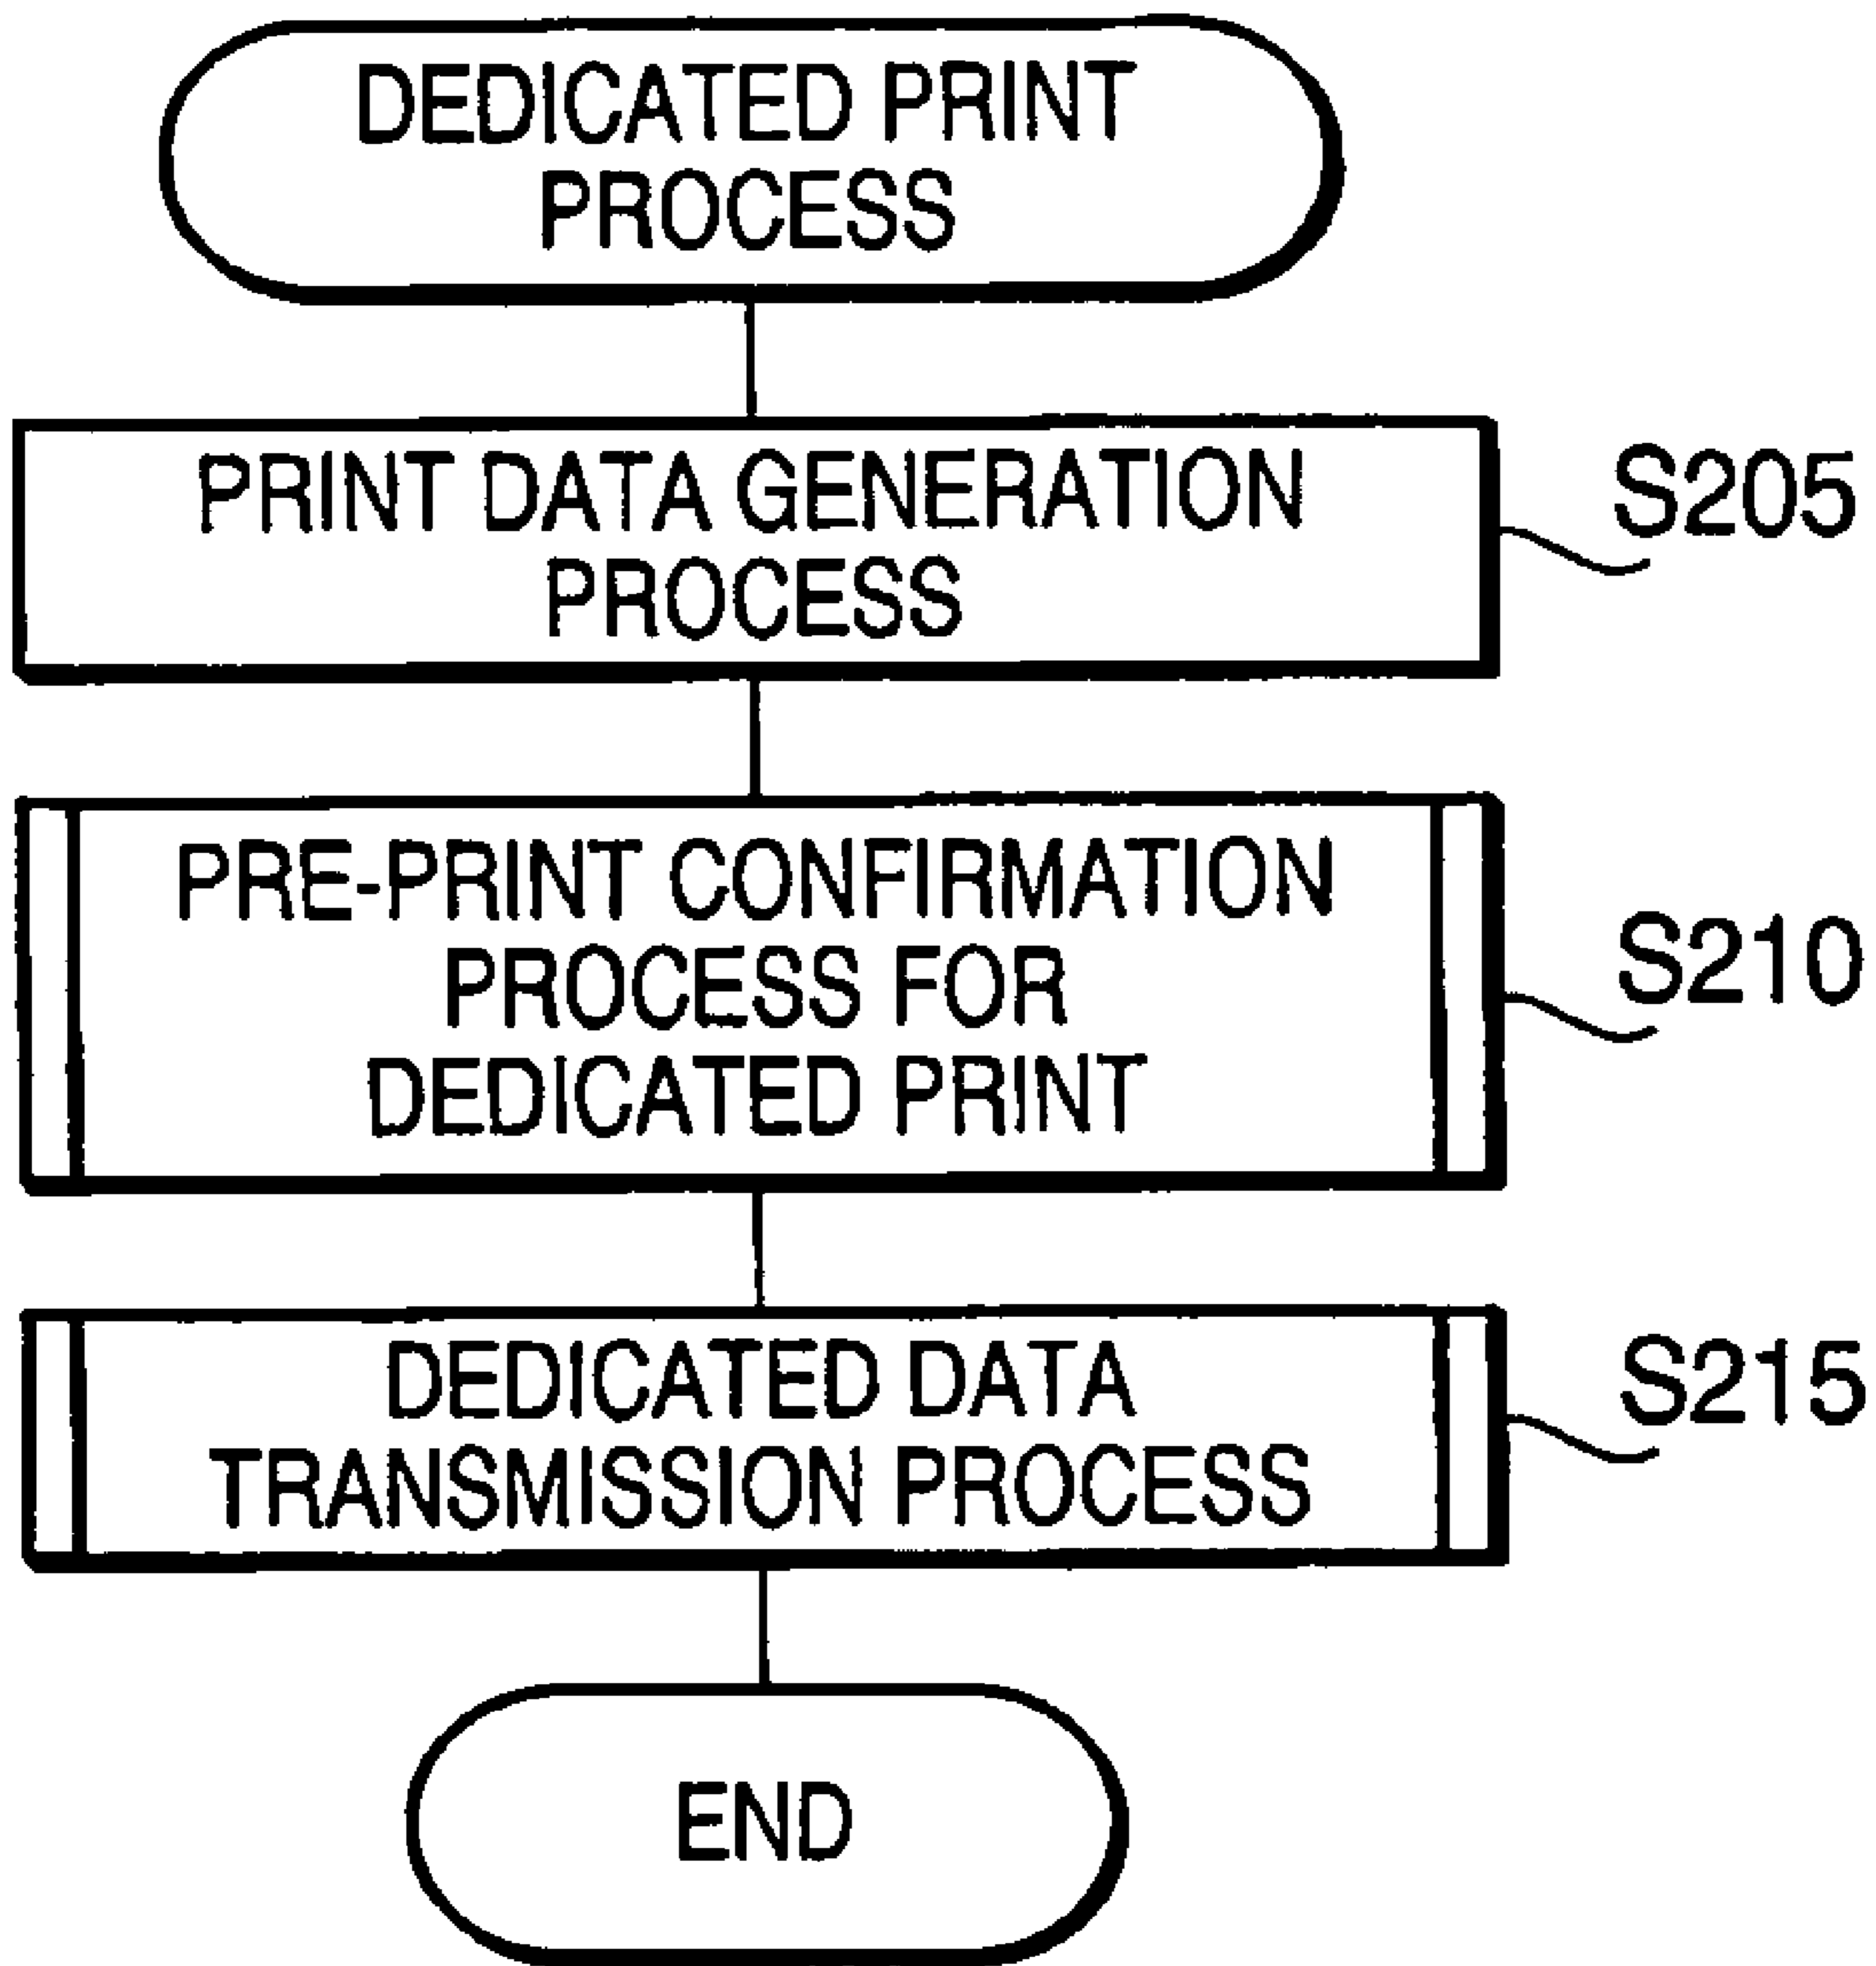 DEDICATED PRINT
PROCESS
PRINT DATA GENERATION
PROCESS
S205
PRE-PRINT CONFIRMATION
PROCESS FOR
DEDICATED PRINT
S210
DEDICATED DATA
TRANSMISSION PROCESS
S215
END